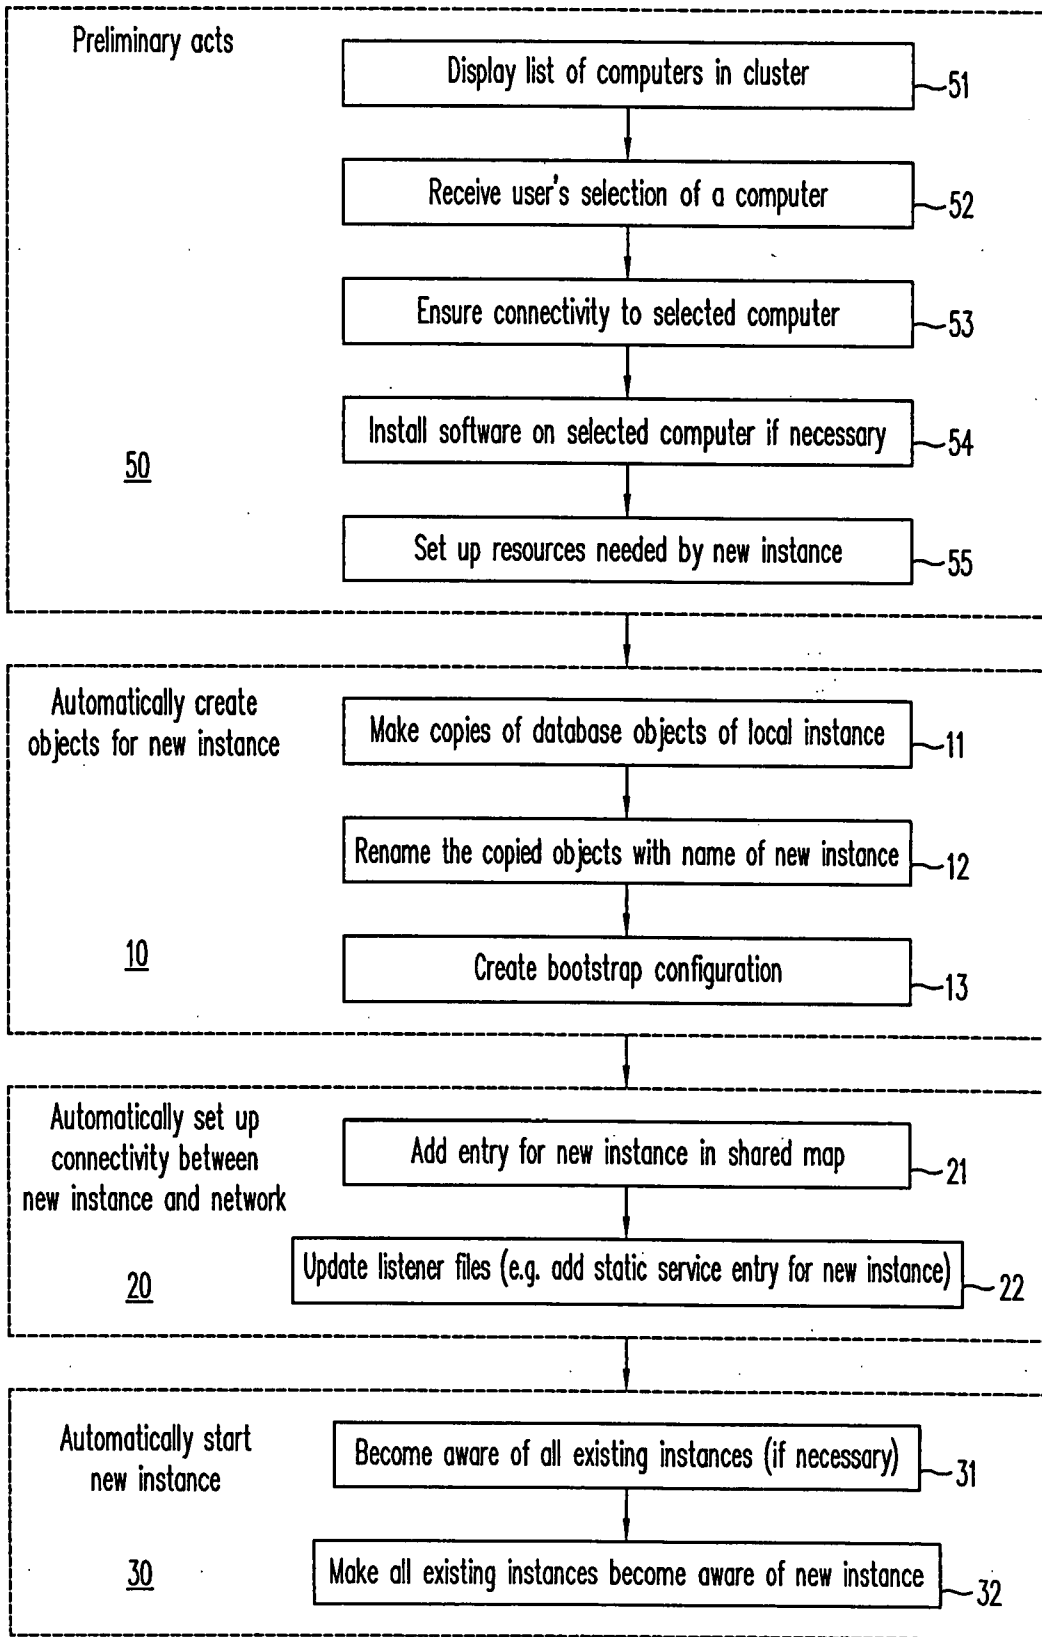 Preliminary acts
Display list of computers in cluster
51
Receive user's selection of a computer
52
Ensure connectivity to selected computer
53
Install software on selected computer if necessary
54
50
Set up resources needed by new instance
55
Automatically create
objects for new instance
Make copies of database objects of local instance
11
Rename the copied objects with name of new instance
12
10
Create bootstrap configuration
13
Automatically set up
connectivity between
new instance and network
Add entry for new instance in shared map
21
20
Update listener files (e.g. add static service entry for new instance)
22
Automatically start
new instance
Become aware of all existing instances (if necessary)
31
30
Make all existing instances become aware of new instance
32